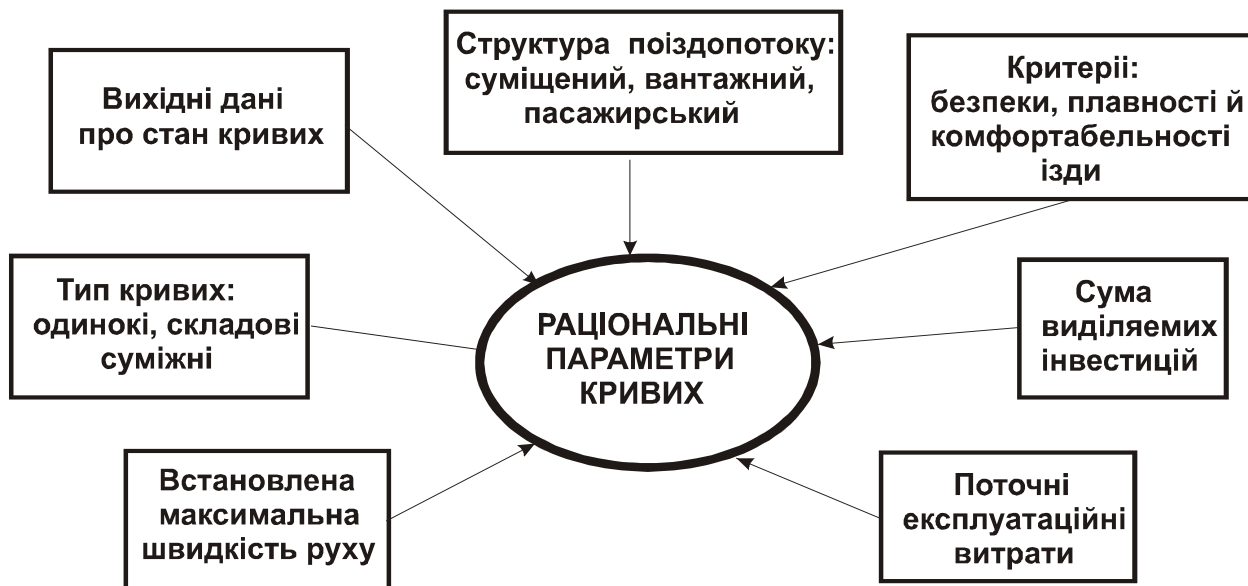 Структура поїздопотоку:
суміщений, вантажний,
пасажирський
Критерії:
безпеки, плавності й
комфортабельності
ізди
Вихідні дані
про стан кривих
Тип кривих:
одинокі, складові
суміжні
РАЦІОНАЛЬНІ
ПАРАМЕТРИ
КРИВИХ
Сума
виділяемих
інвестицій
Встановлена
максимальна
швидкість руху
Поточні
експлуатаційні
витрати